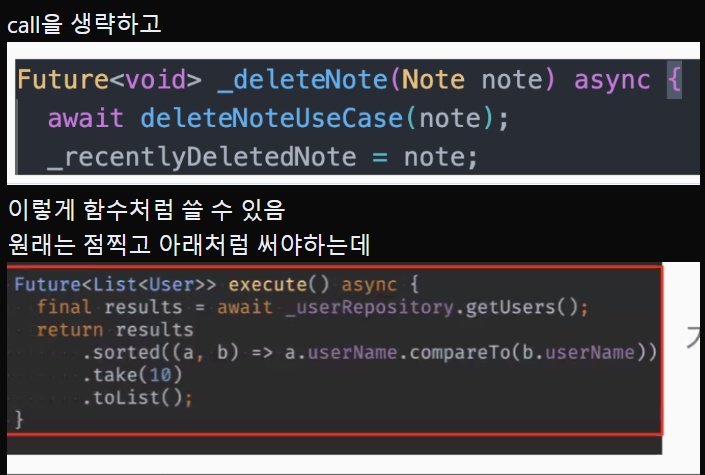 call을 생략하고
Future<void> _deleteNote(Note note) async {
await deleteNoteUseCase(note);
_recentlyDeletedNote = note;
이렇게 함수처럼 쓸 수 있음
원래는 점찍고 아래처럼 써야하는데
Future<List<User>> execute() async {
final results = await _userRepository.getUsers();
return results
.sorted((a, b) => a.userName.compareTo(b.userName))
.take(10)
.toList();
}